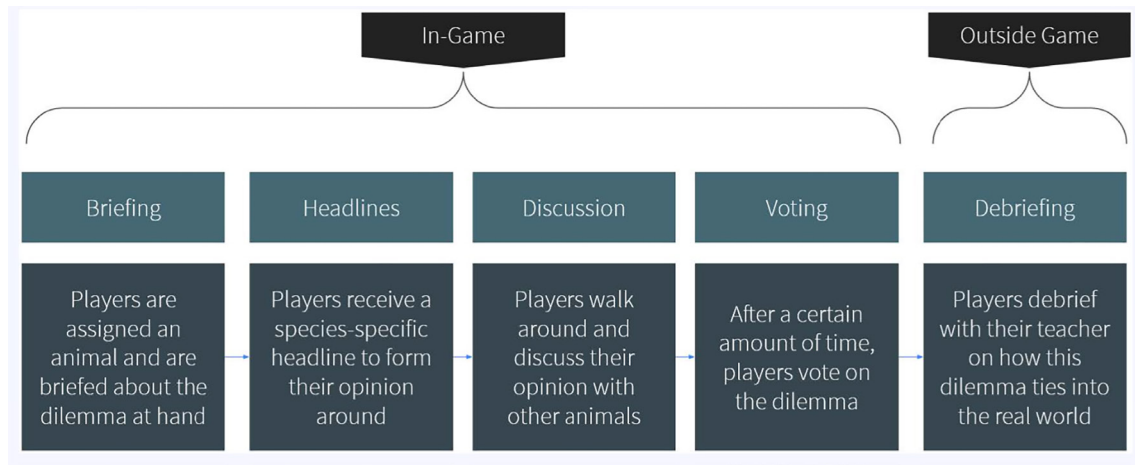 In-Game
Outside Game
Briefing
Headlines
Discussion
Voting
Debriefing
Players are
assigned an
animal and are
briefed about the
dilemma at hand
Players receive a
species-specific
headline to form
their opinion
around
Players walk
around and
discuss their
opinion with
other animals
After a certain
amount of time,
players vote on
the dilemma
Players debrief
with their teacher
on how this
dilemma ties into
the real world